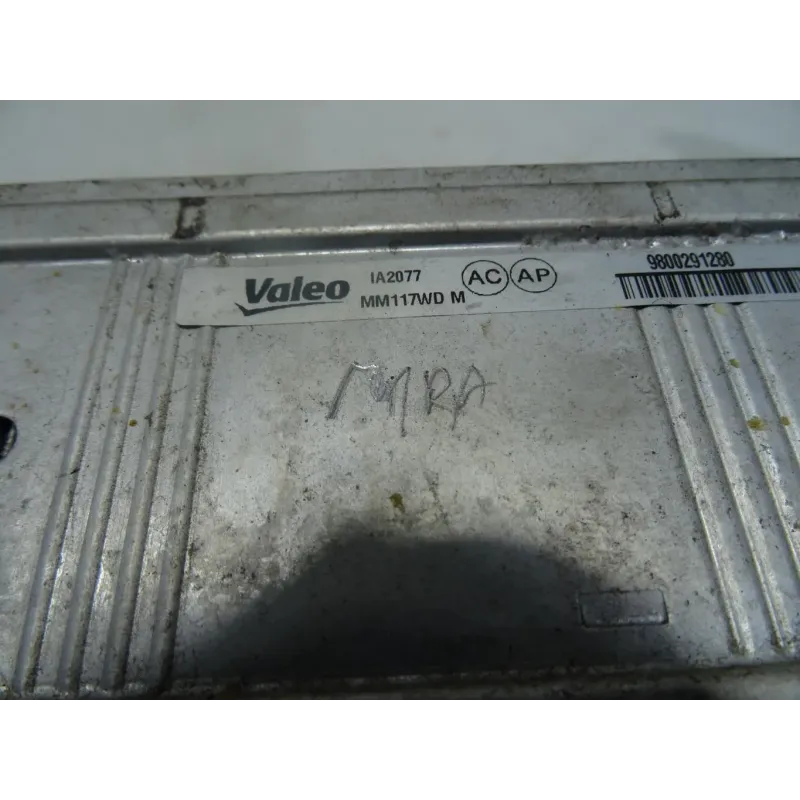 Valeo
IA2077
MM117WD M
AC AP
9800291280